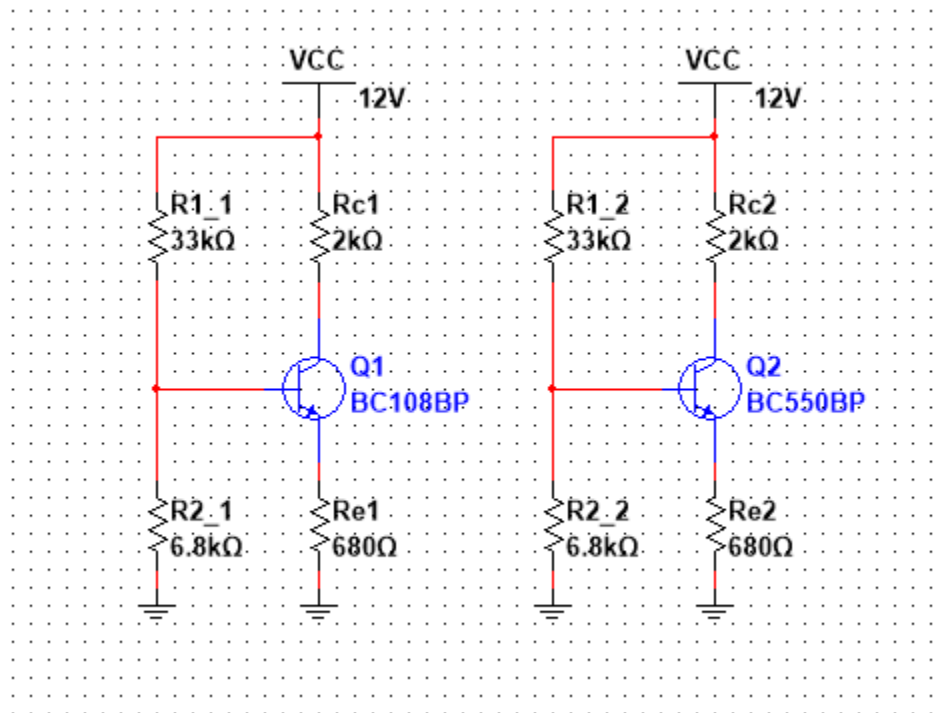 VCC
12V
R1_1
33kΩ
Rc1
2kΩ
Q1
BC108BP
R2_1
6.8kΩ
Re1
680Ω
VCC
12V
R1_2
33kΩ
Rc2
2kΩ
Q2
BC550BP
R2_2
6.8kΩ
Re2
680Ω